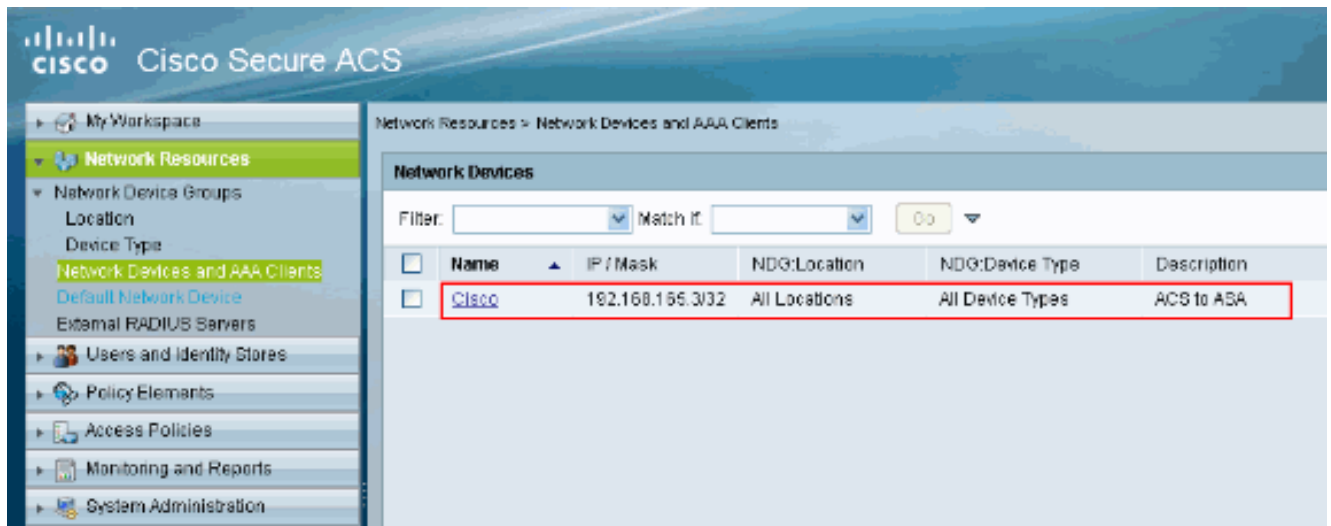 CISCO Cisco Secure ACS
My Workspace
Network Resources
Network Device Groups
Location
Device Type
Network Devices and AAA Clients
Default Network Device
External RADIUS Servers
Users and Identity Stores
Policy Elements
Access Policies
Monitoring and Reports
System Administration
Network Resources > Network Devices and AAA Clients
Network Devices
Filter: Match if: Go
Name IP / Mask NDG:Location NDG:Device Type Description
Cisco 192.168.165.3/32 All Locations All Device Types ACS to ASA